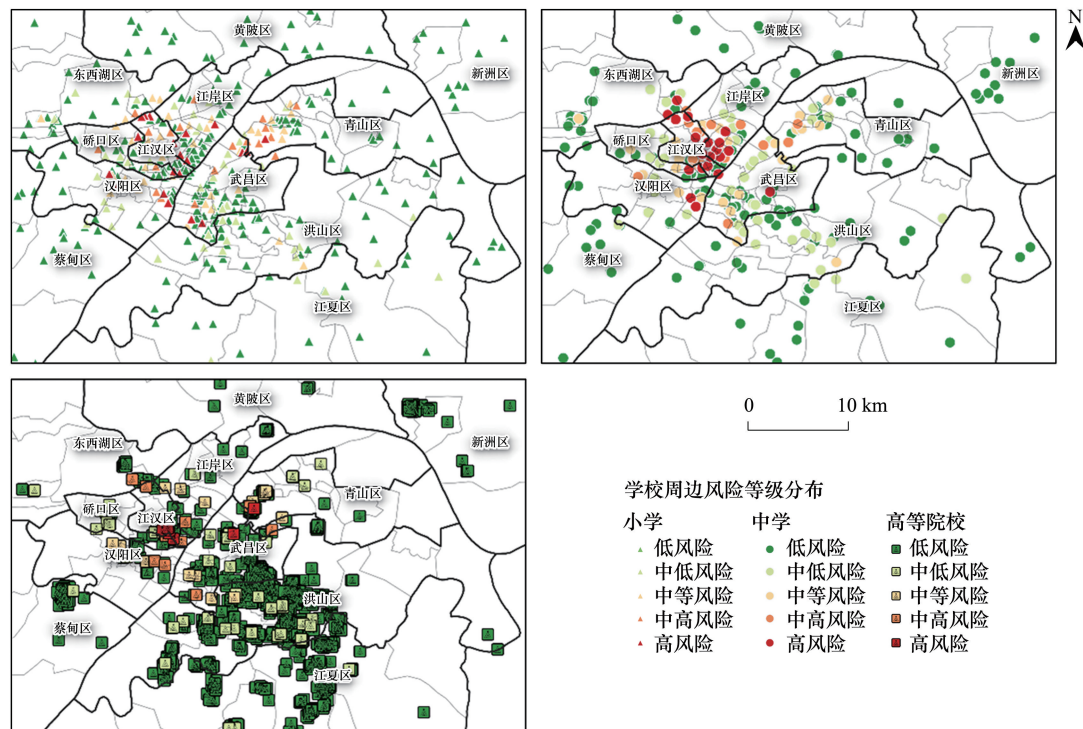 黄陂区
东西湖区
新洲区
江岸区
青山区
硚口区
江汉区
汉阳区
武昌区
洪山区
蔡甸区
江夏区
黄陂区
东西湖区
新洲区
江岸区
青山区
硚口区
江汉区
汉阳区
武昌区
洪山区
蔡甸区
江夏区
N
黄陂区
东西湖区
新洲区
江岸区
青山区
硚口区
江汉区
汉阳区
武昌区
洪山区
蔡甸区
江夏区
0 10 km
学校周边风险等级分布
小学 中学 高等院校
低风险 低风险 低风险
中低风险 中低风险 中低风险
中等风险 中等风险 中等风险
中高风险 中高风险 中高风险
高风险 高风险 高风险